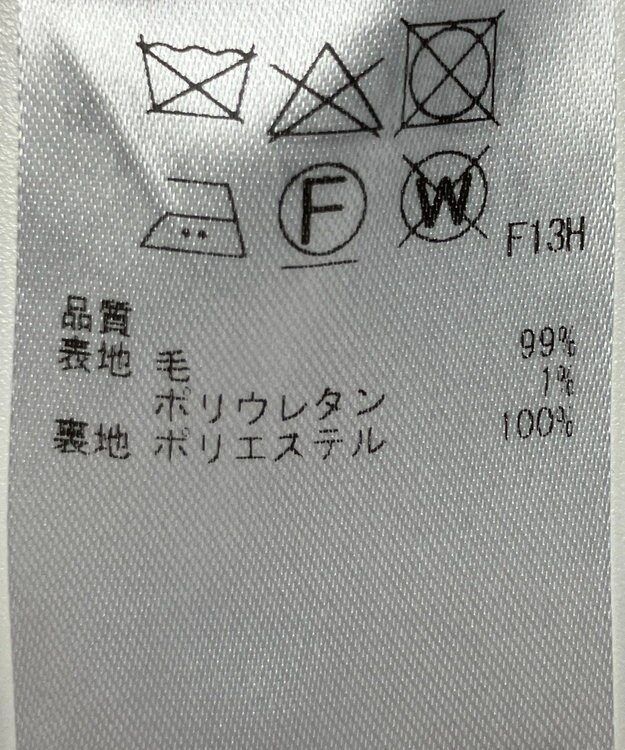 F W F13H
品質
表地 毛 99%
ポリウレタン 1%
裏地 ポリエステル 100%